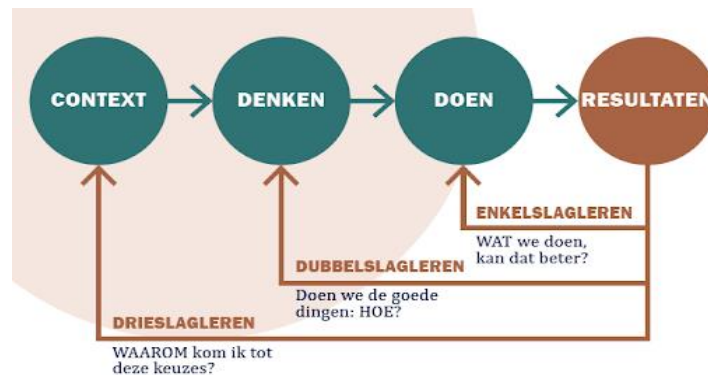 CONTEXT
DENKEN
DOEN
RESULTATEN
ENKELSLAGLEREN
WAT we doen,
kan dat beter?
DUBBELSLAGLEREN
Doen we de goede
dingen: HOE?
DRIESLAGLEREN
WAAROM kom ik tot
deze keuzes?